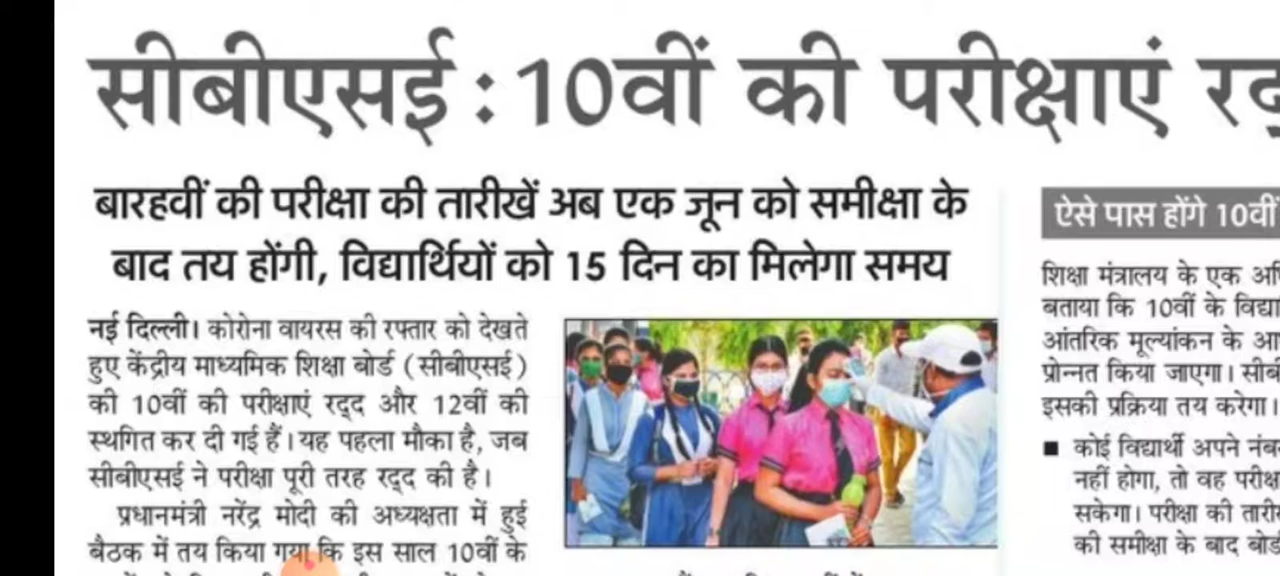 सीबीएसई : 10वीं की परीक्षाएं
बारहवीं की परीक्षा की तारीखें अब एक जून को समीक्षा के
बाद तय होंगी, विद्यार्थियों को 15 दिन का मिलेगा समय
नई दिल्ली। कोरोना वायरस की रफ्तार को देखते
हुए केंद्रीय माध्यमिक शिक्षा बोर्ड (सीबीएसई)
की 10वीं की परीक्षाएं रद्द और 12वीं की
स्थगित कर दी गई हैं। यह पहला मौका है, जब
सीबीएसई ने परीक्षा पूरी तरह रद्द की है।
प्रधानमंत्री नरेंद्र मोदी की अध्यक्षता में हुई
बैठक में तय किया गया कि इस साल 10वीं के
ऐसे पास होंगे 10वीं
शिक्षा मंत्रालय के एक
बताया कि 10वीं के
आंतरिक मूल्यांकन के
प्रोन्नत किया जाएगा।
इसकी प्रक्रिया तय करेगा।
■ कोई विद्यार्थी अपने
नहीं होगा, तो वह
सकेगा। परीक्षा की
की समीक्षा के बाद